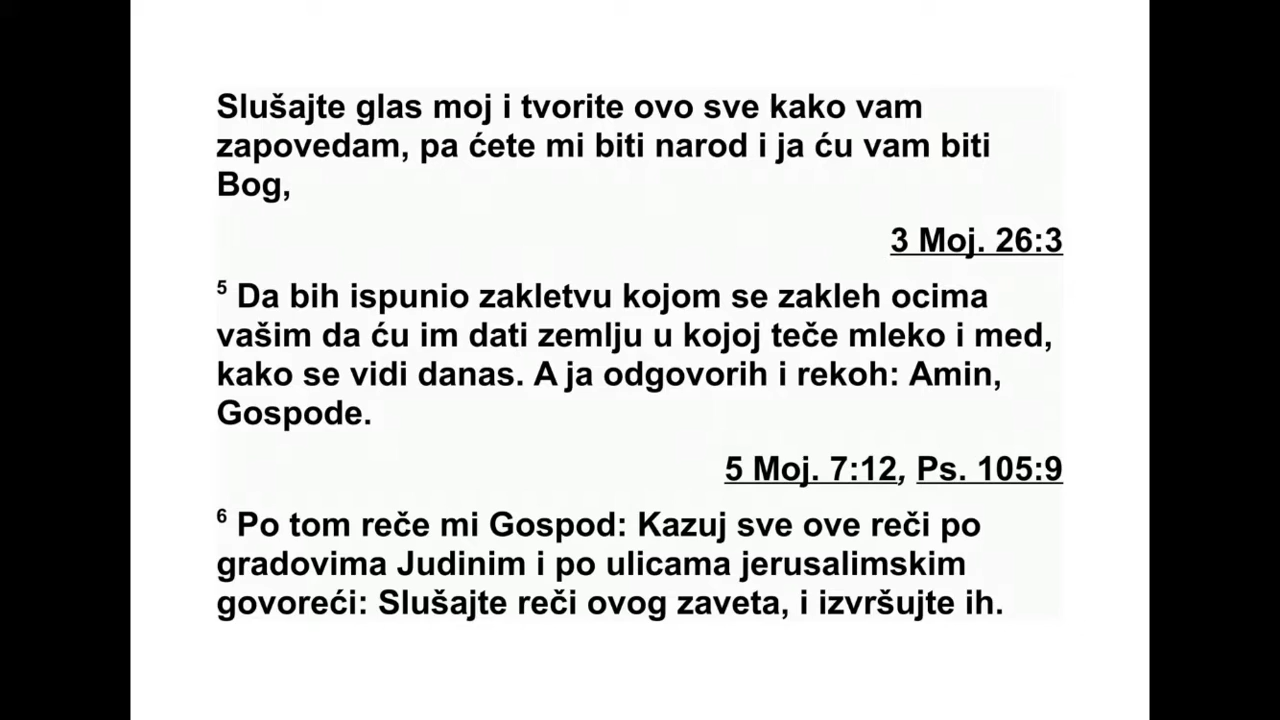 Slušajte glas moj i tvorite ovo sve kako vam
zapovedam, pa ćete mi biti narod i ja ću vam biti
Bog,
3 Moj. 26:3
5 Da bih ispunio zakletvu kojom se zakleh ocima
vašim da ću im dati zemlju u kojoj teče mleko i med,
kako se vidi danas. A ja odgovorih i rekoh: Amin,
Gospode.
5 Moj. 7:12, Ps. 105:9
6 Po tom reče mi Gospod: Kazuj sve ove reči po
gradovima Judinim i po ulicama jerusalimskim
govoreći: Slušajte reči ovog zaveta, i izvršujte ih.